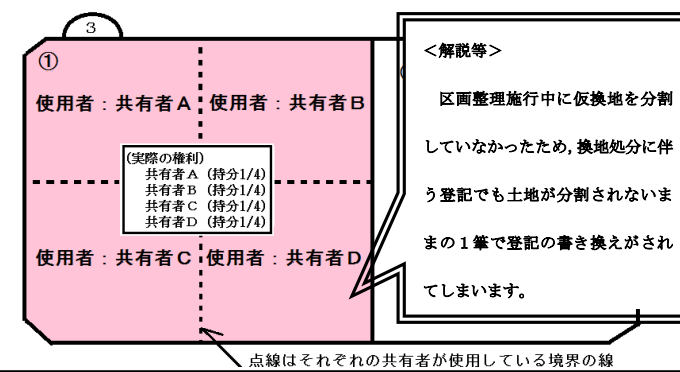 3
①
使用者：共有者A
使用者：共有者B
(実際の権利)
共有者A (持分1/4)
共有者B (持分1/4)
共有者C (持分1/4)
共有者D (持分1/4)
使用者：共有者C
使用者：共有者D
＜解説等＞
区画整理施行中に仮換地を分割
していなかったため,換地処分に伴
う登記でも土地が分割されないま
まの１筆で登記の書き換えがされ
てしまいます。
点線はそれぞれの共有者が使用している境界の線